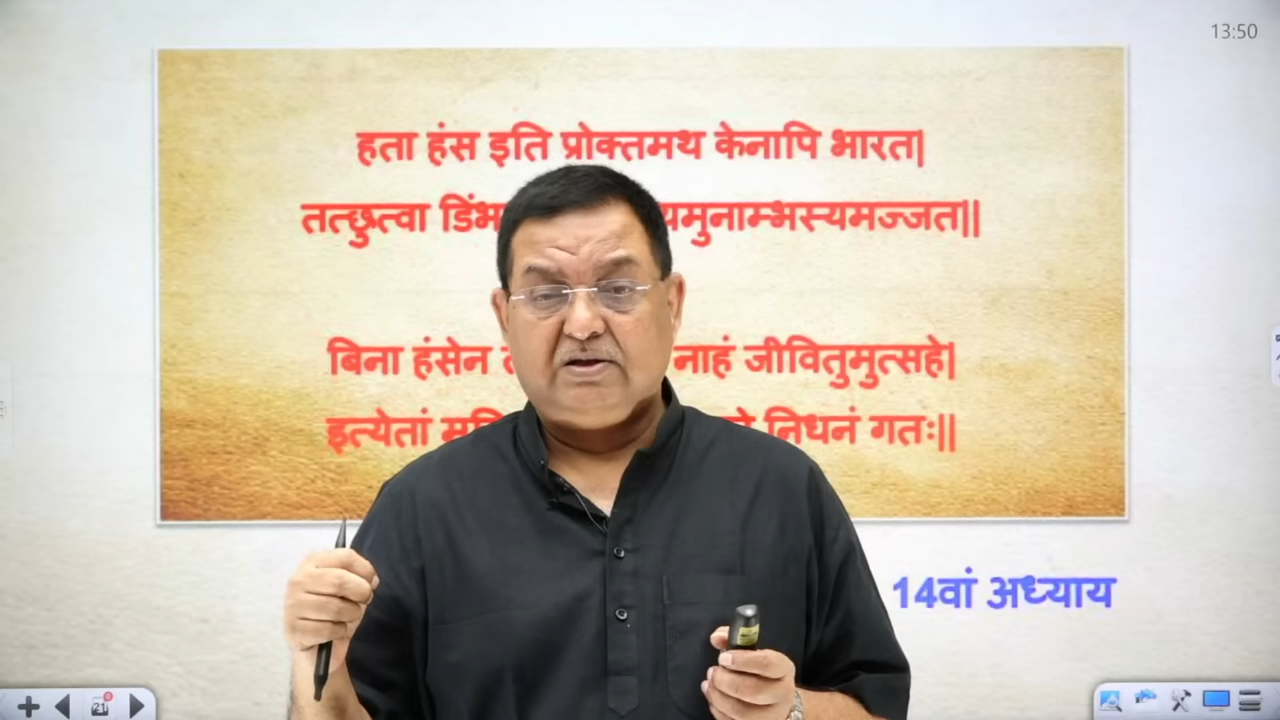 13:50
हता हंस इति प्रोक्तमथ केनापि भारत|
तत्छुत्वा यमुनाम्भस्यमज्जत||
बिना हंसेन नाहं जीवितुमुत्सहे|
इत्येतां निधनं गतः||
14वां अध्याय
21